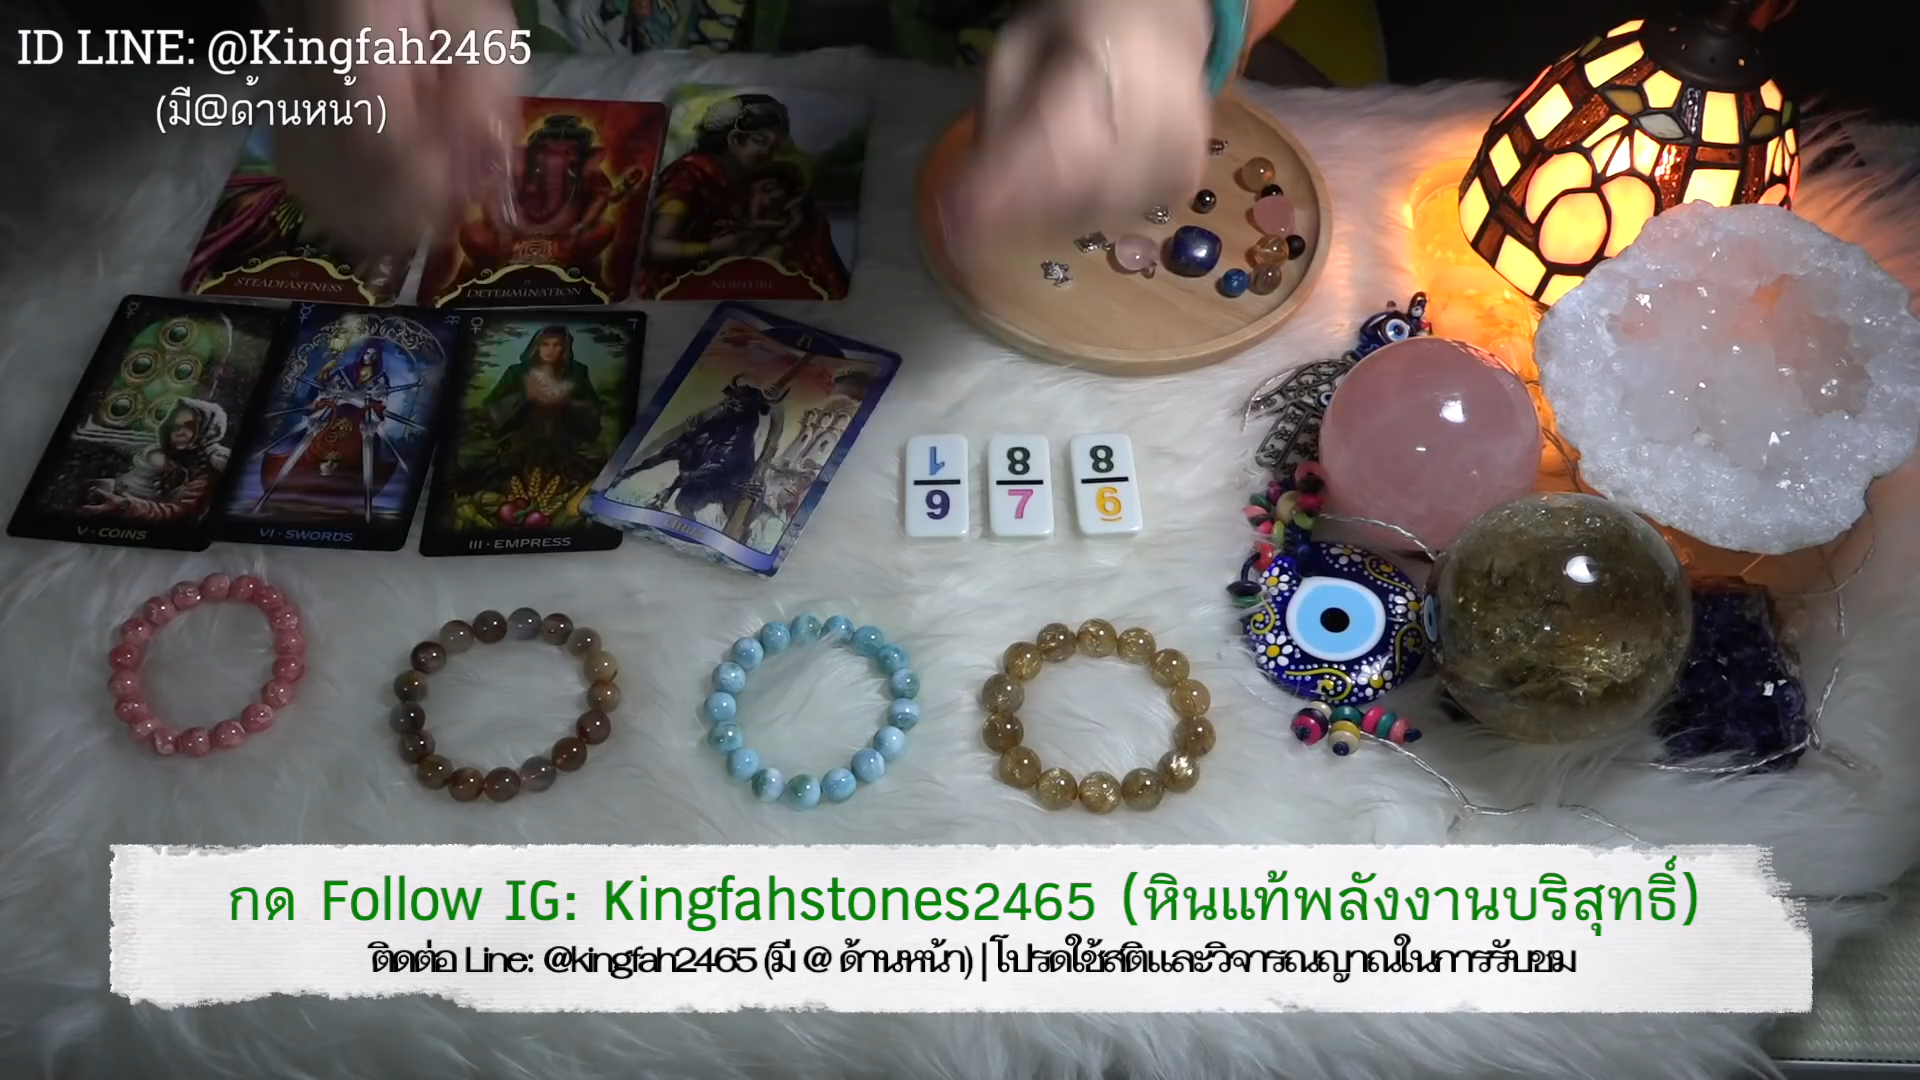 ID LINE: @Kingfah2465
(มี@ด้านหน้า)
STEADFASTNESS
DETERMINATION
NURTURE
V · COINS
VI · SWORDS
III · EMPRESS
1 8 8
9 7 6
กด Follow IG: Kingfahstones2465 (หินแท้พลังงานบริสุทธิ์)
ติดต่อ Line: @kingfah2465 (มี @ ด้านหน้า) | โปรดใช้สติและวิจารณญาณในการรับชม